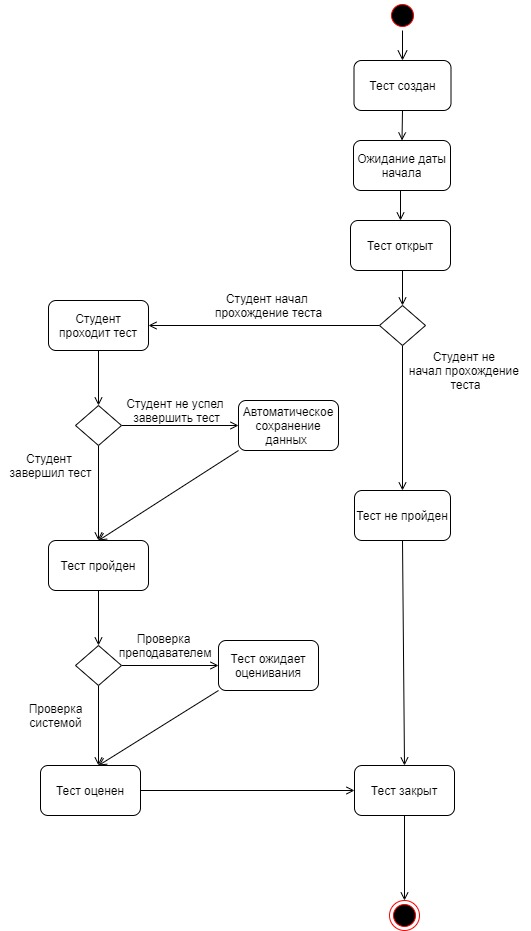 Тест создан
Ожидание даты
начала
Тест открыт
Студент начал
прохождение теста
Студент
проходит тест
Студент не
начал прохождение
теста
Студент не успел
завершить тест
Автоматическое
сохранение
данных
Студент
завершил тест
Тест не пройден
Тест пройден
Проверка
преподавателем
Тест ожидает
оценивания
Проверка
системой
Тест оценен
Тест закрыт